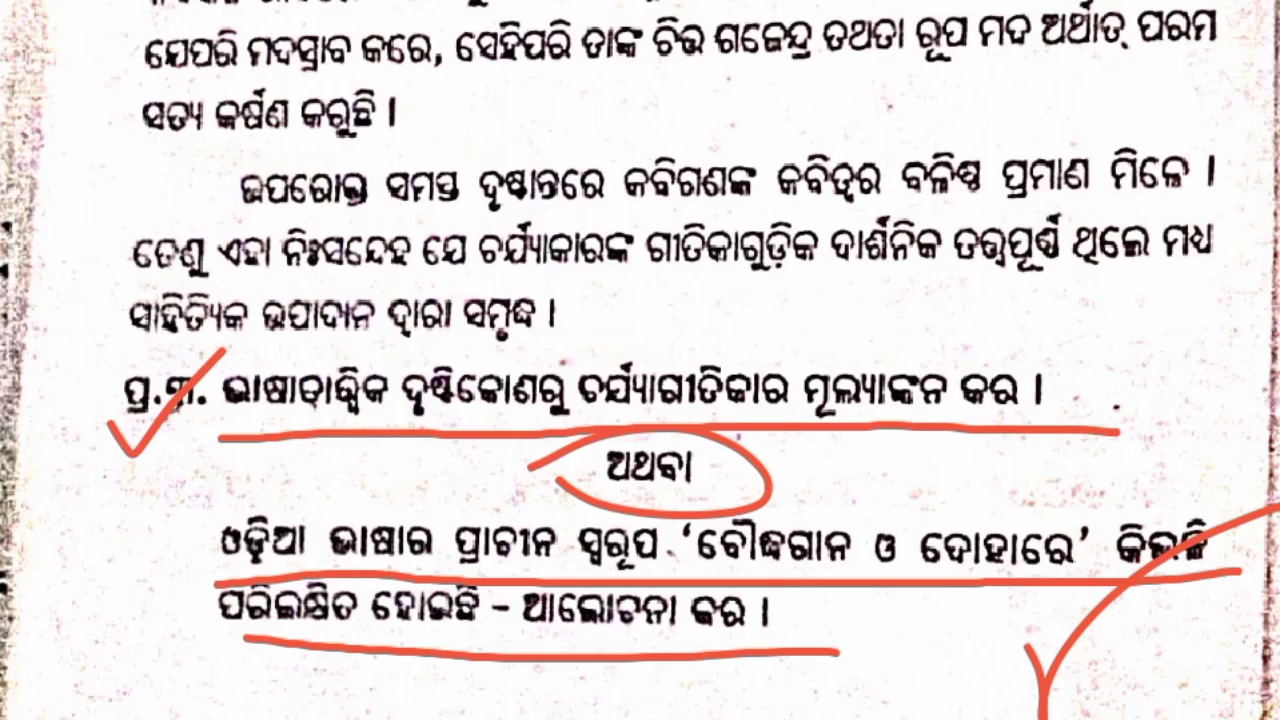 ଯେପରି ମଦସ୍ରାବ କରେ, ସେହିପରି ତାଙ୍କ ଚିତ୍ତ ଗଜେନ୍ଦ୍ର ତଥତା ରୂପ ମଦ ଅର୍ଥାତ୍ ପରମ
ସତ୍ୟ କର୍ଷଣ କରୁଛି ।
ଉପରୋକ୍ତ ସମସ୍ତ ଦୃଷ୍ଟାନ୍ତରେ କବିଗଣଙ୍କ କବିତ୍ୱର ବଳିଷ୍ଠ ପ୍ରମାଣ ମିଳେ ।
ତେଣୁ ଏହା ନିଃସନ୍ଦେହ ଯେ ଚର୍ଯ୍ୟାକାରଙ୍କ ଗୀତିକାଗୁଡ଼ିକ ଦାର୍ଶନିକ ତତ୍ତ୍ୱପୂର୍ଣ୍ଣ ଥିଲେ ମଧ୍ୟ
ସାହିତ୍ୟିକ ଉପାଦାନ ଦ୍ୱାରା ସମୃଦ୍ଧ ।
ପ୍ର.୩. ଭାଷାତାତ୍ତ୍ୱିକ ଦୃଷ୍ଟିକୋଣରୁ ଚର୍ଯ୍ୟାଗୀତିକାର ମୂଲ୍ୟାଙ୍କନ କର ।
ଅଥବା
ଓଡ଼ିଆ ଭାଷାର ପ୍ରାଚୀନ ସ୍ୱରୂପ ‘ବୌଦ୍ଧଗାନ ଓ ଦୋହାରେ’ କିଭଳି
ପରିଲକ୍ଷିତ ହୋଇଛି – ଆଲୋଚନା କର ।